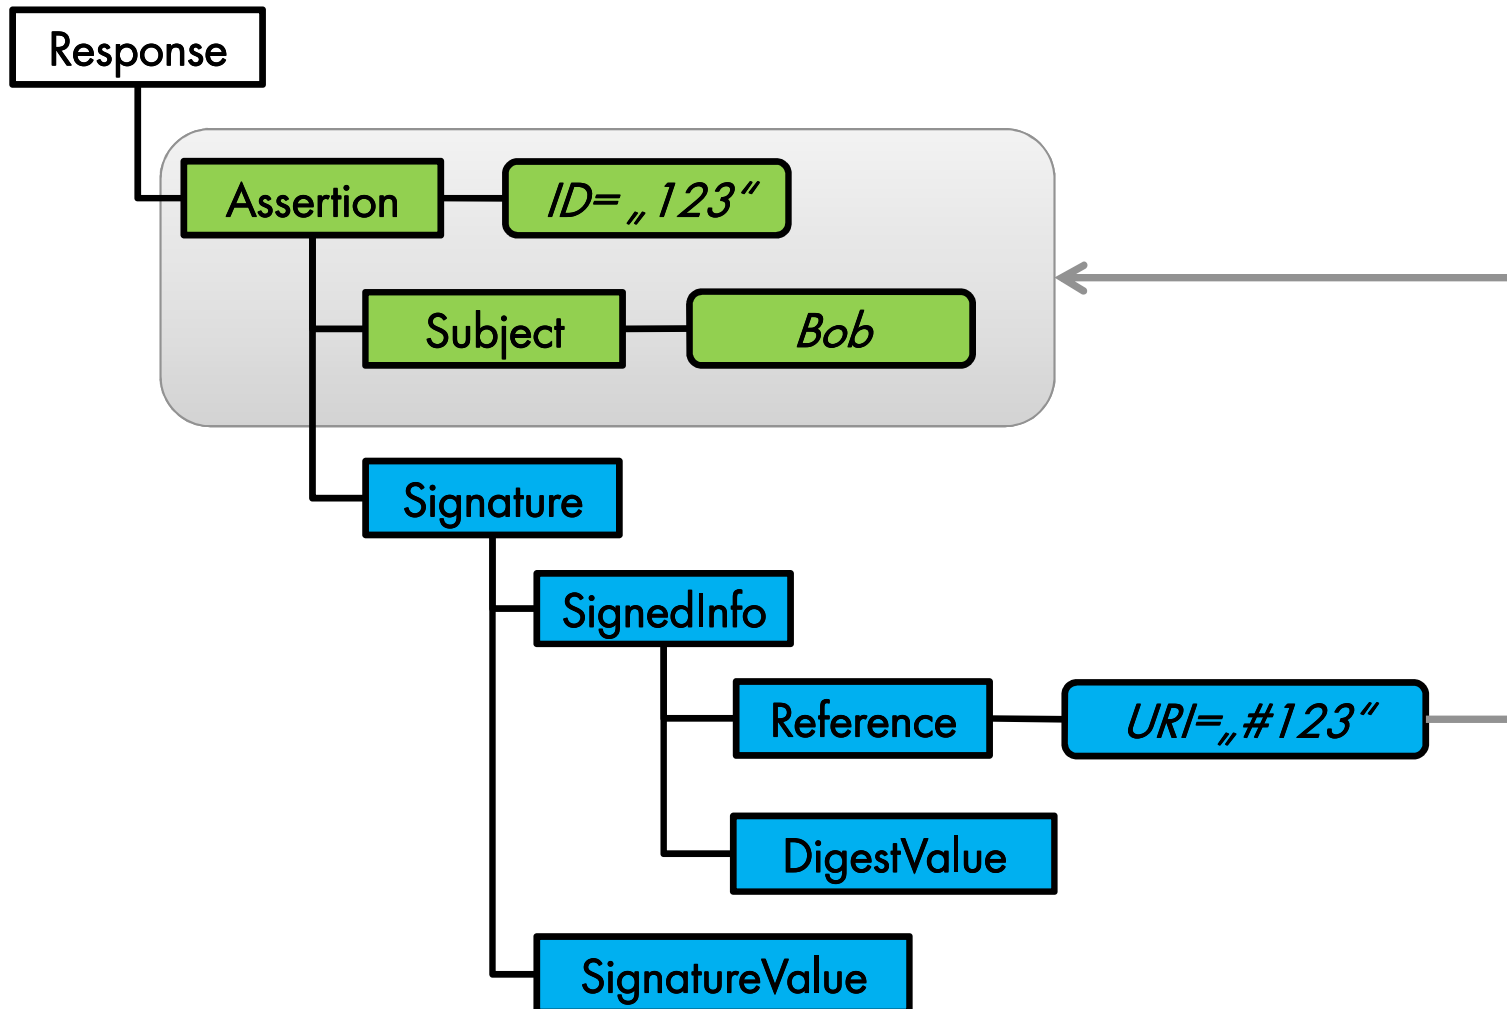 Response
Assertion
ID= „123“
Subject
Bob
Signature
SignedInfo
Reference
URI=„#123“
DigestValue
SignatureValue